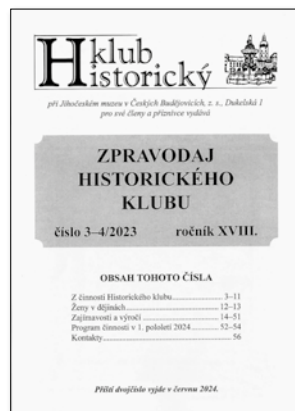 Historický klub
při Jihočeském muzeu v Českých Budějovicích, z. s., Dukelská 1
pro své členy a příznivce vydává
ZPRAVODAJ
HISTORICKÉHO
KLUBU
číslo 3–4/2023 ročník XVIII.
OBSAH TOHOTO ČÍSLA
Z činnosti Historického klubu.................... 3–11
Ženy v dějinách.................... 12–13
Zajímavosti a výročí.................... 14–51
Program činnosti v 1. pololetí 2024.......... 52–54
Kontakty.................... 56
Příští dvojčíslo vyjde v červnu 2024.